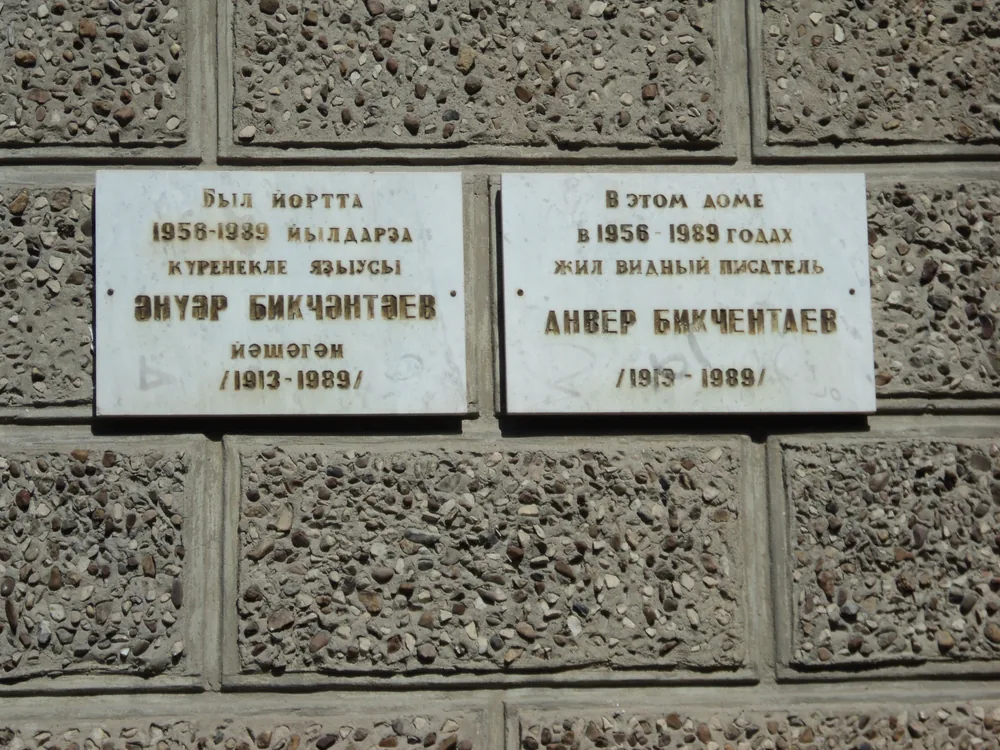 Был йортта
1956-1989 йылдарҙа
күренекле яҙыусы
Әнүәр Бикчәнтәев
йәшәгән
/1913-1989/
В этом доме
в 1956 - 1989 годах
жил видный писатель
Анвер Бикчентаев
/1913 - 1989/